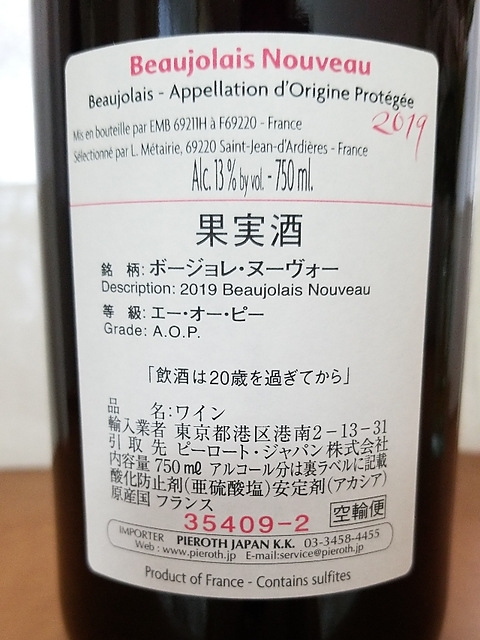 Beaujolais Nouveau
Beaujolais - Appellation d'Origine Protégée
2019
Mis en bouteille par EMB 69211H à F69220 - France
Sélectionné par L. Métairie, 69220 Saint-Jean-d'Ardières - France
Alc. 13 % by vol. - 750 ml.
果実酒
銘 柄: ボージョレ・ヌーヴォー
Description: 2019 Beaujolais Nouveau
等 級: エー・オー・ピー
Grade: A.O.P.
「飲酒は20歳を過ぎてから」
品 名:ワイン
輸入業者 東京都港区港南2-13-31
引 取 先 ピーロート・ジャパン株式会社
内容量 750㎖ アルコール分は裏ラベルに記載
酸化防止剤(亜硫酸塩)安定剤(アカシア)
原産国 フランス
35409-2 空輸便
IMPORTER PIEROTH JAPAN K.K. 03-3458-4455
Web : www.pieroth.jp E-mail:service@pieroth.jp
Product of France - Contains sulfites